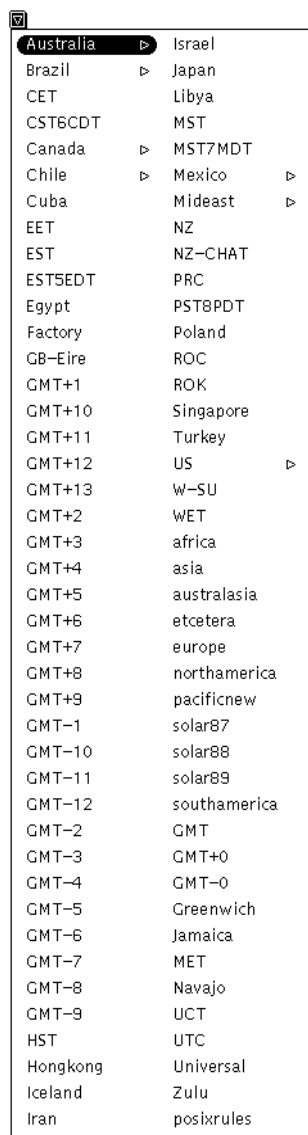 Australia
Brazil
CET
CST6CDT
Canada
Chile
Cuba
EET
EST
EST5EDT
Egypt
Factory
GB-Eire
GMT+1
GMT+10
GMT+11
GMT+12
GMT+13
GMT+2
GMT+3
GMT+4
GMT+5
GMT+6
GMT+7
GMT+8
GMT+9
GMT-1
GMT-10
GMT-11
GMT-12
GMT-2
GMT-3
GMT-4
GMT-5
GMT-6
GMT-7
GMT-8
GMT-9
HST
Hongkong
Iceland
Iran
Israel
Japan
Libya
MST
MST7MDT
Mexico
Mideast
NZ
NZ-CHAT
PRC
PST8PDT
Poland
ROC
ROK
Singapore
Turkey
US
W-SU
WET
africa
asia
australasia
etcetera
europe
northamerica
pacificnew
solar87
solar88
solar89
southamerica
GMT
GMT+0
GMT-0
Greenwich
Jamaica
MET
Navajo
UCT
UTC
Universal
Zulu
posixrules